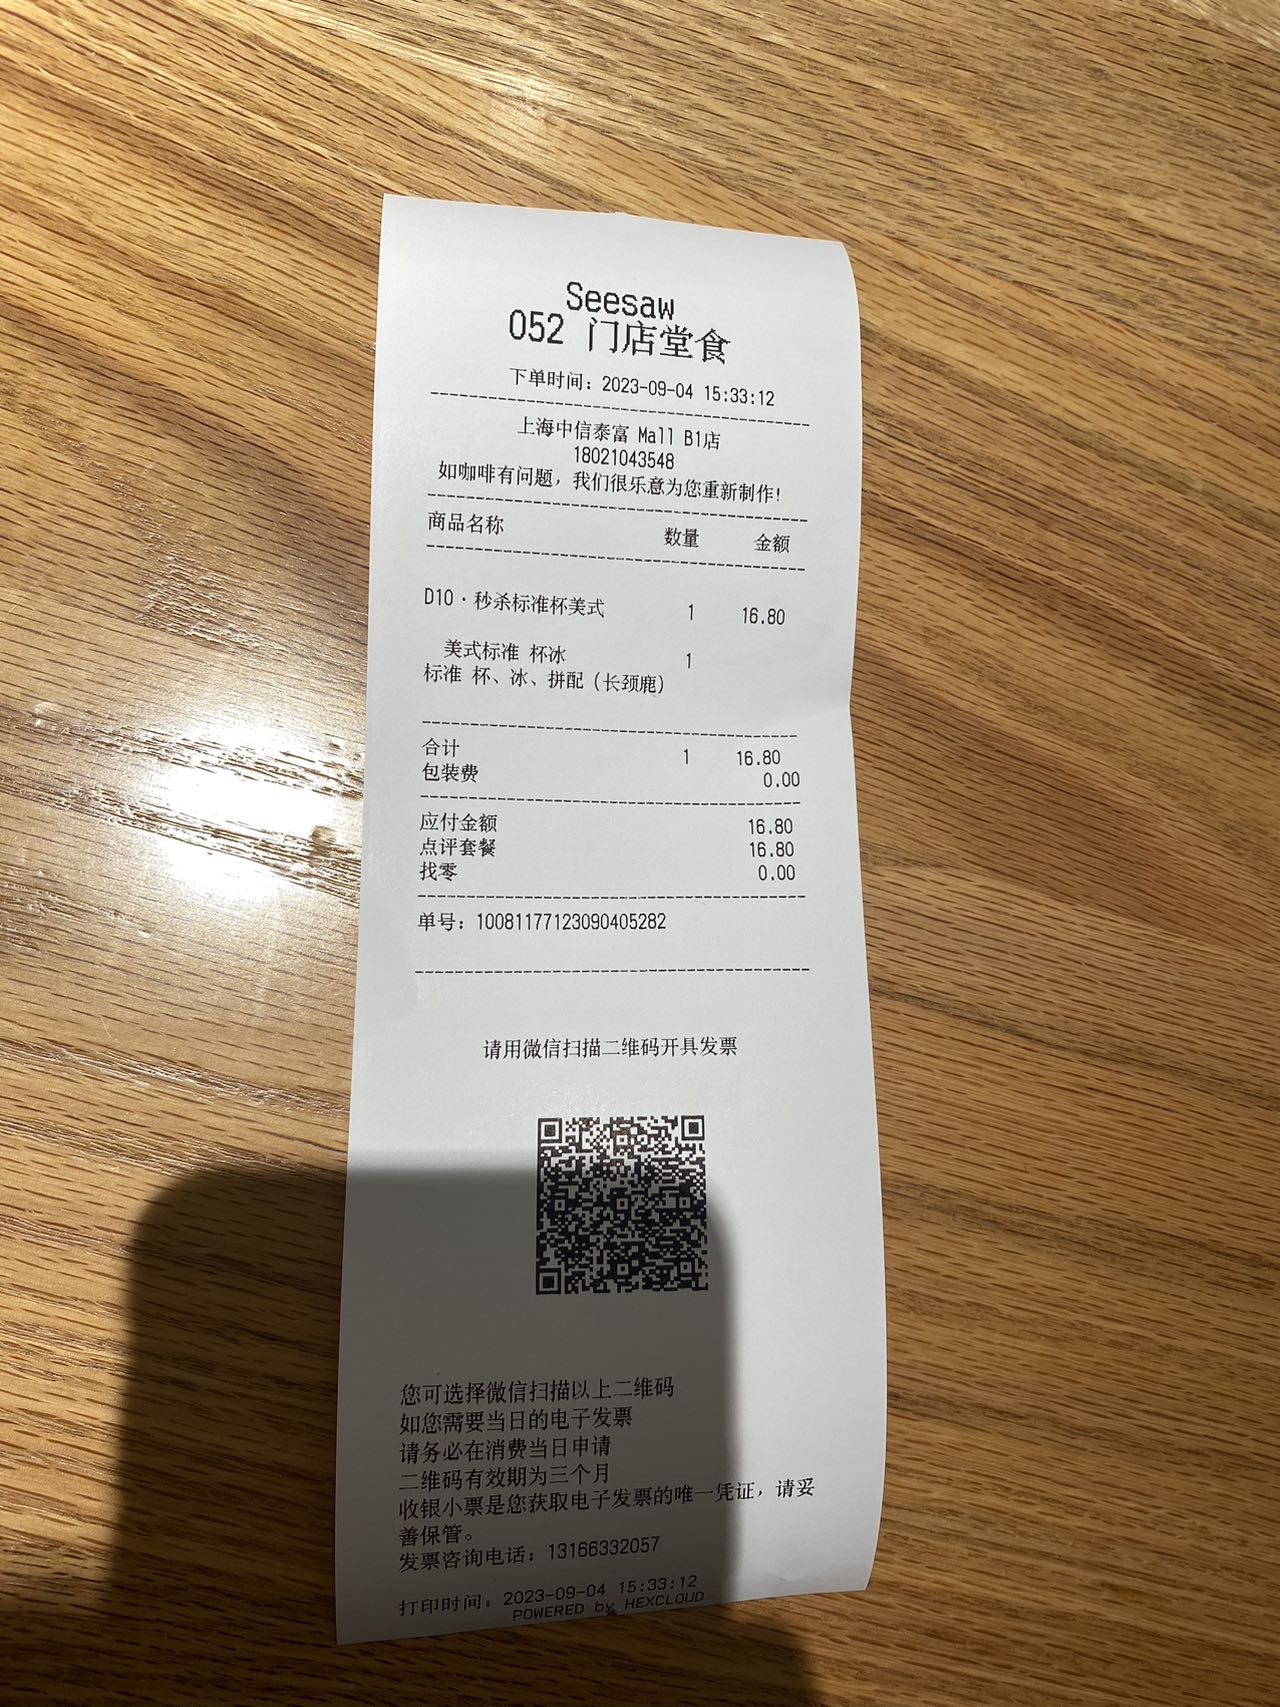 Seesaw
052 门店堂食
下单时间：2023-09-04 15:33:12
上海中信泰富 Mall B1店
18021043548
如咖啡有问题，我们很乐意为您重新制作！
商品名称 数量 金额
D10·秒杀标准杯美式 1 16.80
美式标准 杯冰 1
标准 杯、冰、拼配（长颈鹿）
合计 1 16.80
包装费 0.00
应付金额 16.80
点评套餐 16.80
找零 0.00
单号：10081177123090405282
请用微信扫描二维码开具发票
您可选择微信扫描以上二维码
如您需要当日的电子发票
请务必在消费当日申请
二维码有效期为三个月
收银小票是您获取电子发票的唯一凭证，请妥
善保管。
发票咨询电话：13166332057
打印时间：2023-09-04 15:33:12
POWERED by HEXCLOUD